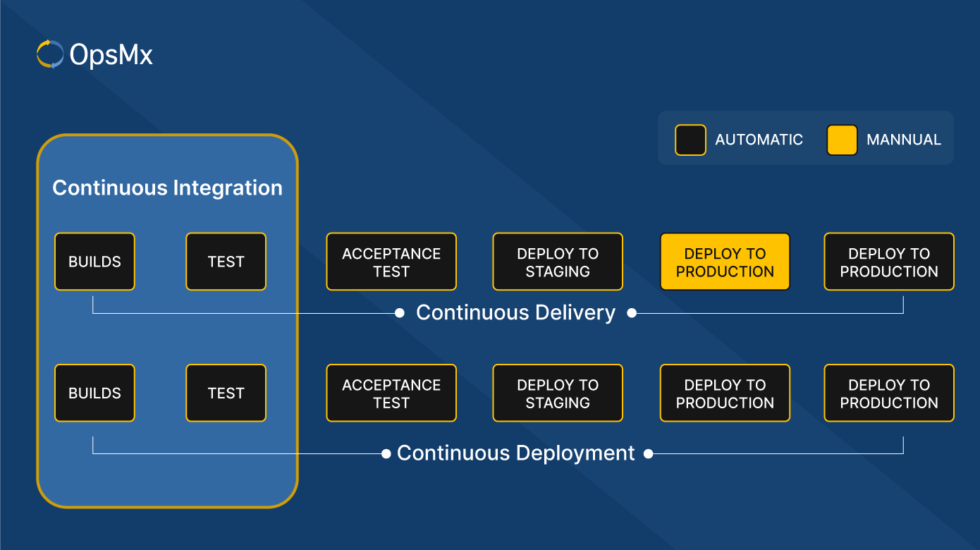 OpsMx
AUTOMATIC
MANNUAL
Continuous Integration
BUILDS
TEST
ACCEPTANCE
TEST
DEPLOY TO
STAGING
DEPLOY TO
PRODUCTION
DEPLOY TO
PRODUCTION
Continuous Delivery
BUILDS
TEST
ACCEPTANCE
TEST
DEPLOY TO
STAGING
DEPLOY TO
PRODUCTION
DEPLOY TO
PRODUCTION
Continuous Deployment